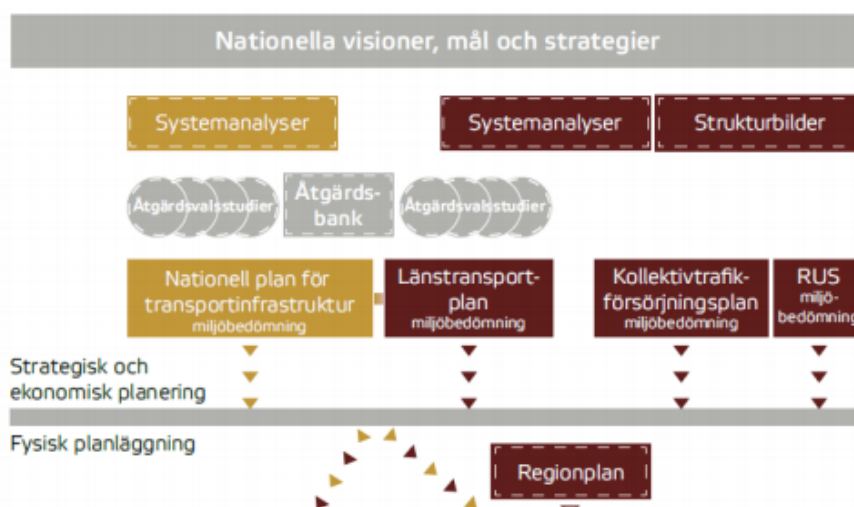 Nationella visioner, mål och strategier
Systemanalyser
Systemanalyser
Strukturbilder
Åtgärdsvalsstudier
Åtgärds-
bank
Åtgärdsvalsstudier
Nationell plan för
transportinfrastruktur
miljöbedömning
Länstransport-
plan
miljöbedömning
Kollektivtrafik-
försörjningsplan
miljöbedömning
RUS
miljö-
bedömning
Strategisk och
ekonomisk planering
Fysisk planläggning
Regionplan